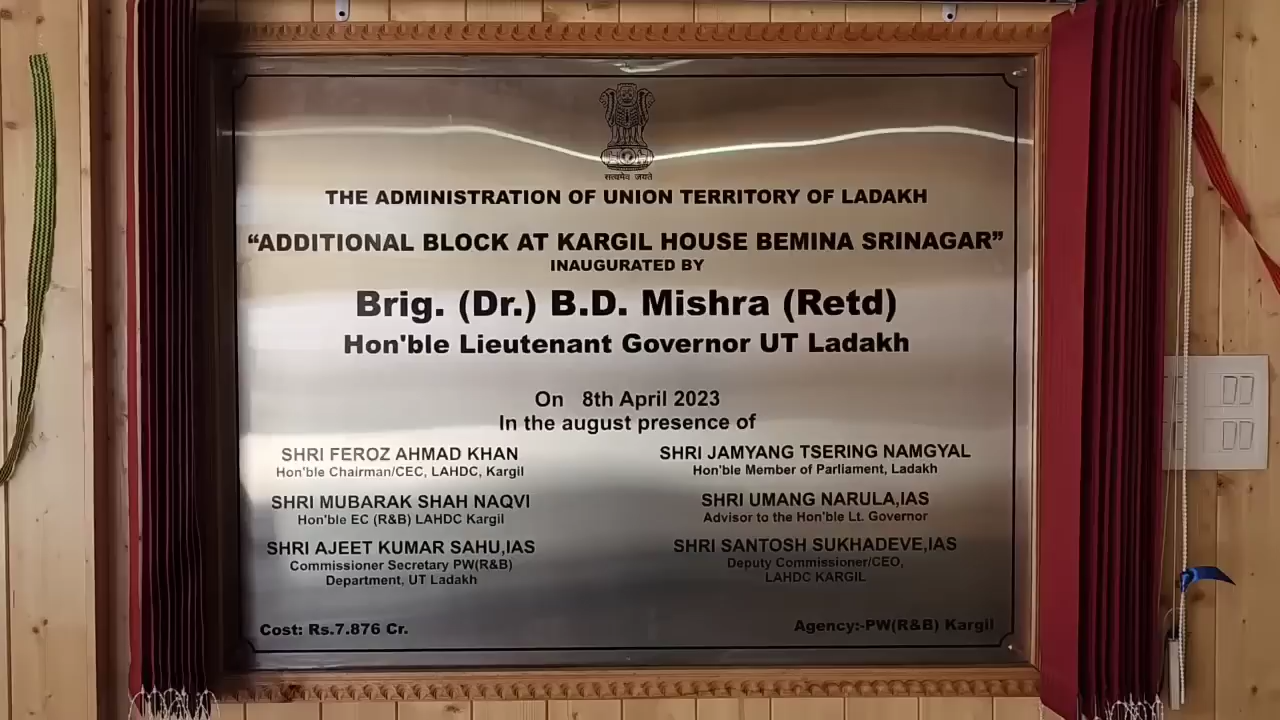 सत्यमेव जयते
THE ADMINISTRATION OF UNION TERRITORY OF LADAKH
“ADDITIONAL BLOCK AT KARGIL HOUSE BEMINA SRINAGAR”
INAUGURATED BY
Brig. (Dr.) B.D. Mishra (Retd)
Hon'ble Lieutenant Governor UT Ladakh
On 8th April 2023
In the august presence of
SHRI FEROZ AHMAD KHAN
Hon'ble Chairman/CEC, LAHDC, Kargil
SHRI JAMYANG TSERING NAMGYAL
Hon'ble Member of Parliament, Ladakh
SHRI MUBARAK SHAH NAQVI
Hon'ble EC (R&B) LAHDC Kargil
SHRI UMANG NARULA,IAS
Advisor to the Hon'ble Lt. Governor
SHRI AJEET KUMAR SAHU,IAS
Commissioner Secretary PW(R&B)
Department, UT Ladakh
SHRI SANTOSH SUKHADEVE,IAS
Deputy Commissioner/CEO,
LAHDC KARGIL
Cost: Rs.7.876 Cr.
Agency:-PW(R&B) Kargil